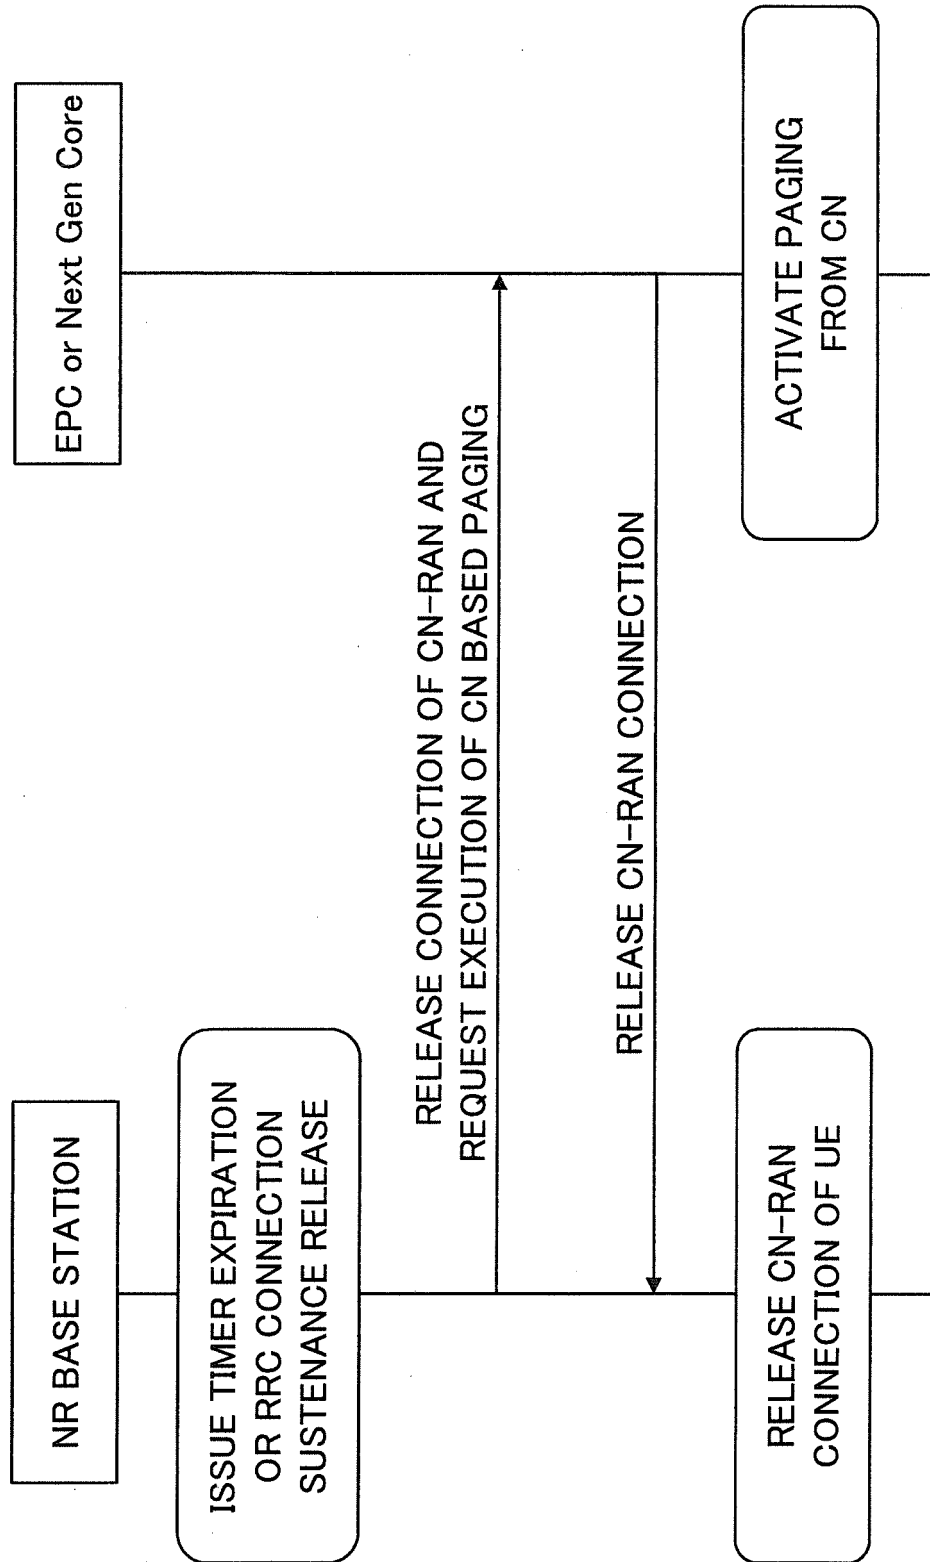 NR BASE STATION
EPC or Next Gen Core
ISSUE TIMER EXPIRATION
OR RRC CONNECTION
SUSTENANCE RELEASE
RELEASE CONNECTION OF CN-RAN AND
REQUEST EXECUTION OF CN BASED PAGING
RELEASE CN-RAN CONNECTION
RELEASE CN-RAN
CONNECTION OF UE
ACTIVATE PAGING
FROM CN